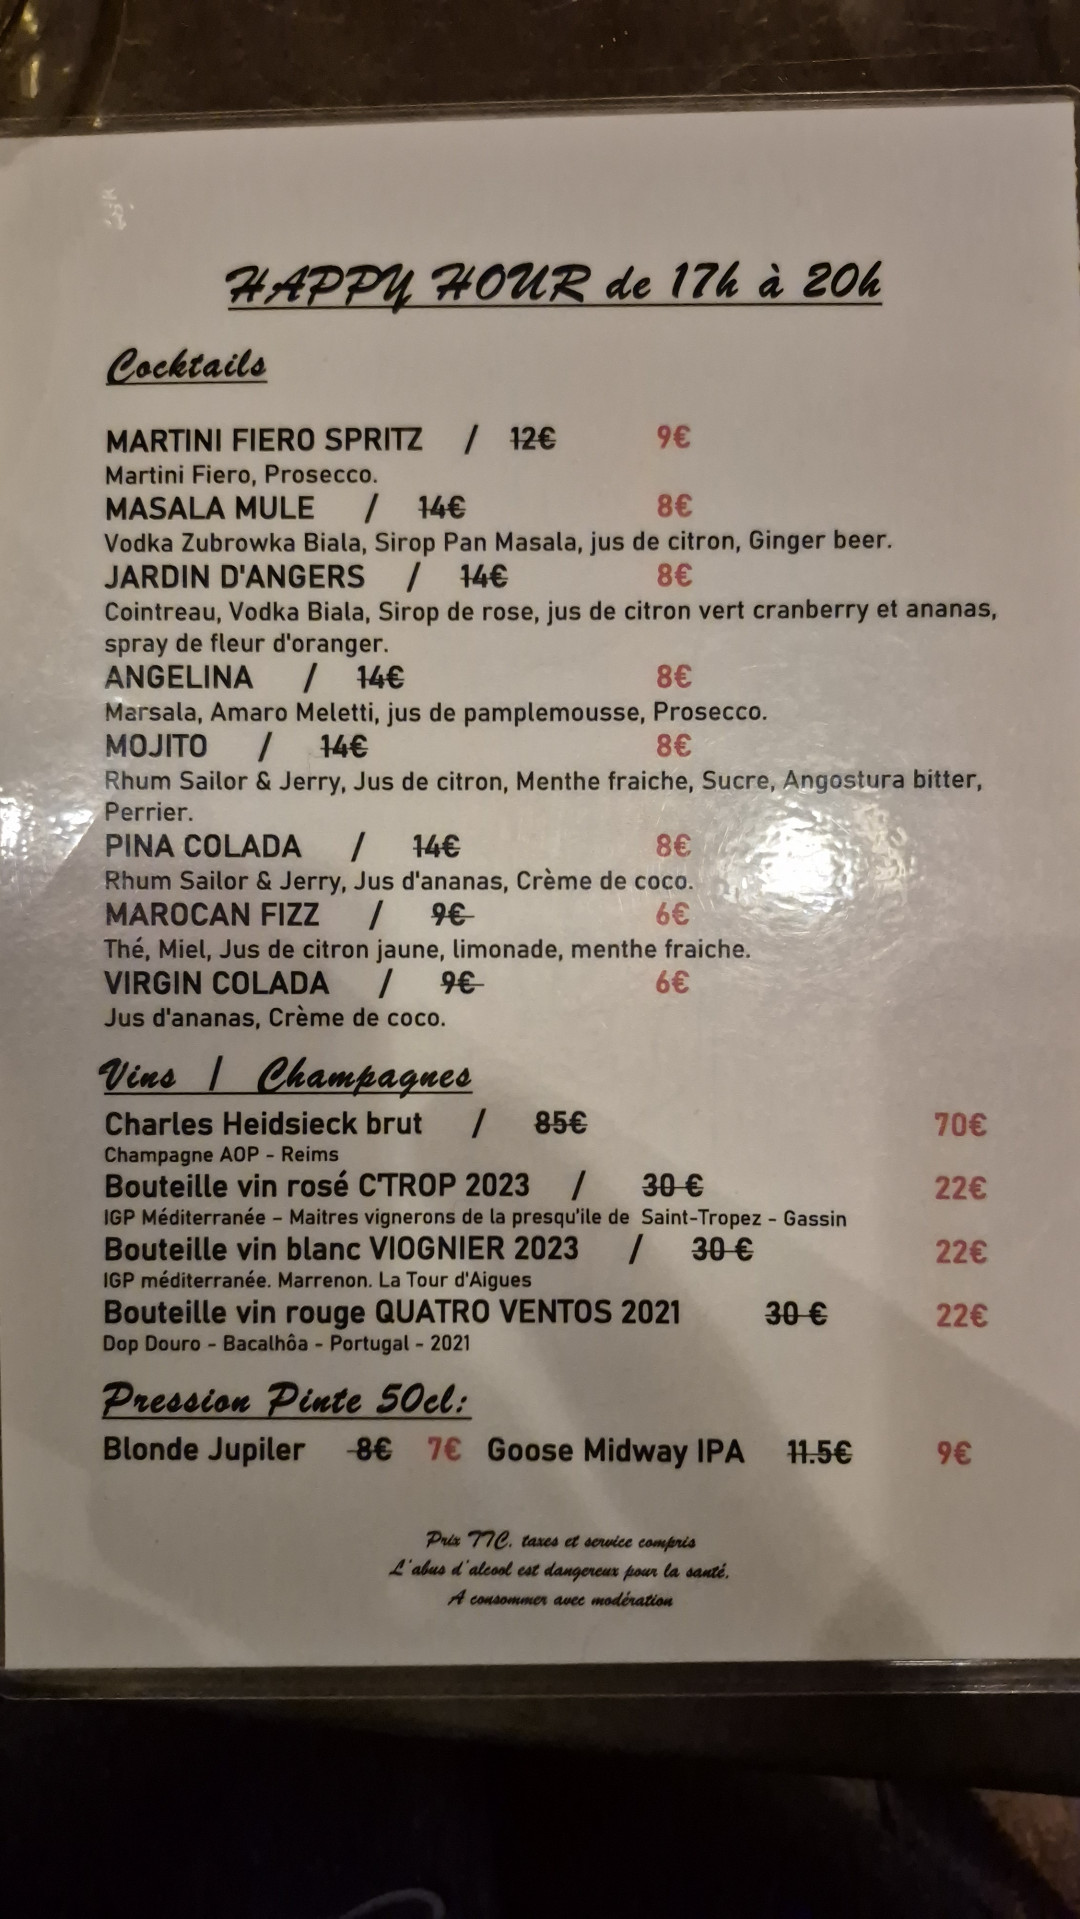 HAPPY HOUR de 17h à 20h
Cocktails
MARTINI FIERO SPRITZ / 12€ 9€
Martini Fiero, Prosecco.
MASALA MULE / 14€ 8€
Vodka Zubrowka Biala, Sirop Pan Masala, jus de citron, Ginger beer.
JARDIN D'ANGERS / 14€ 8€
Cointreau, Vodka Biala, Sirop de rose, jus de citron vert cranberry et ananas,
spray de fleur d'oranger.
ANGELINA / 14€ 8€
Marsala, Amaro Meletti, jus de pamplemousse, Prosecco.
MOJITO / 14€ 8€
Rhum Sailor & Jerry, Jus de citron, Menthe fraiche, Sucre, Angostura bitter,
Perrier.
PINA COLADA / 14€ 8€
Rhum Sailor & Jerry, Jus d'ananas, Crème de coco.
MAROCAN FIZZ / 9€ 6€
Thé, Miel, Jus de citron jaune, limonade, menthe fraiche.
VIRGIN COLADA / 9€ 6€
Jus d'ananas, Crème de coco.
Vins / Champagnes
Charles Heidsieck brut / 85€ 70€
Champagne AOP - Reims
Bouteille vin rosé C'TROP 2023 / 30 € 22€
IGP Méditerranée – Maitres vignerons de la presqu'ile de Saint-Tropez - Gassin
Bouteille vin blanc VIOGNIER 2023 / 30 € 22€
IGP méditerranée. Marrenon. La Tour d'Aigues
Bouteille vin rouge QUATRO VENTOS 2021 30 € 22€
Dop Douro - Bacalhôa - Portugal - 2021
Pression Pinte 50cl:
Blonde Jupiler 8€ 7€ Goose Midway IPA 11.5€ 9€
Prix TTC. taxes et service compris
L'abus d'alcool est dangereux pour la santé.
A consommer avec modération